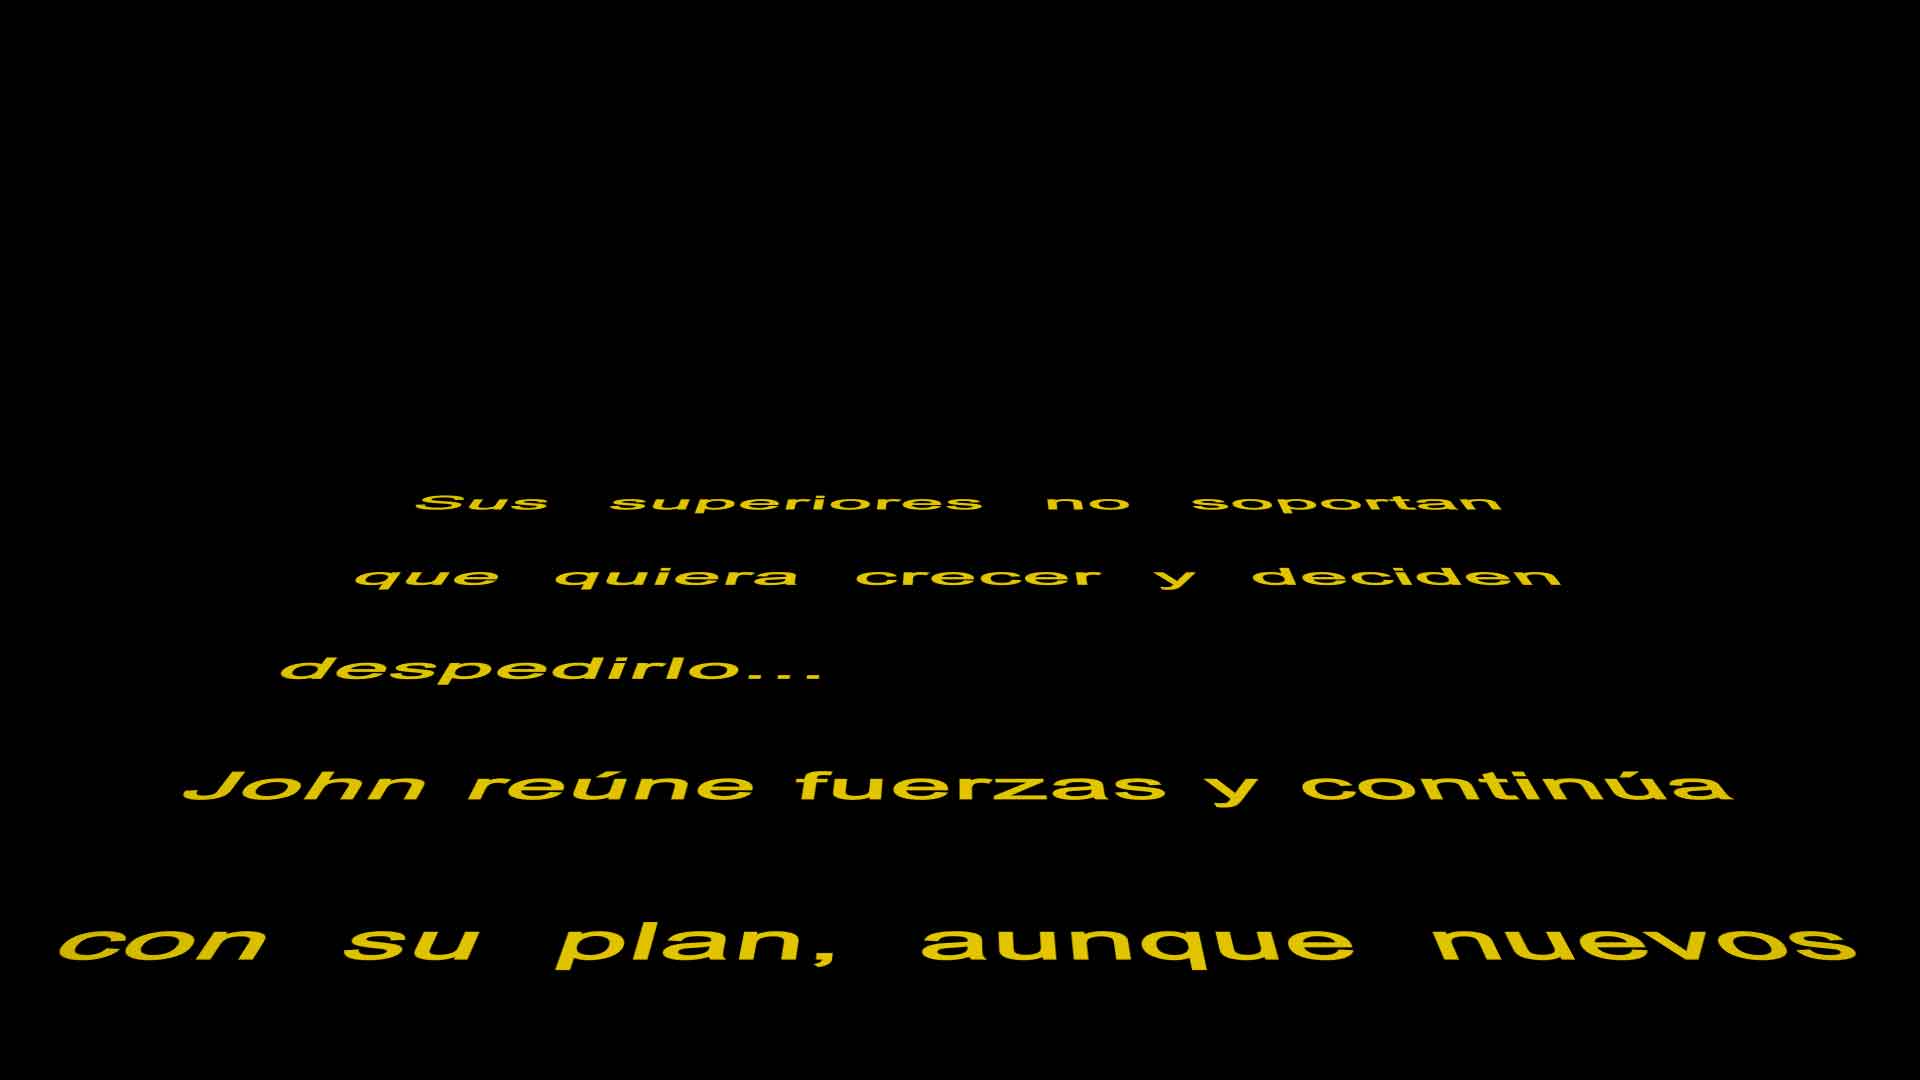 Sus superiores no soportan
que quiera crecer y deciden
despedirlo...
John reúne fuerzas y continúa
con su plan, aunque nuevos